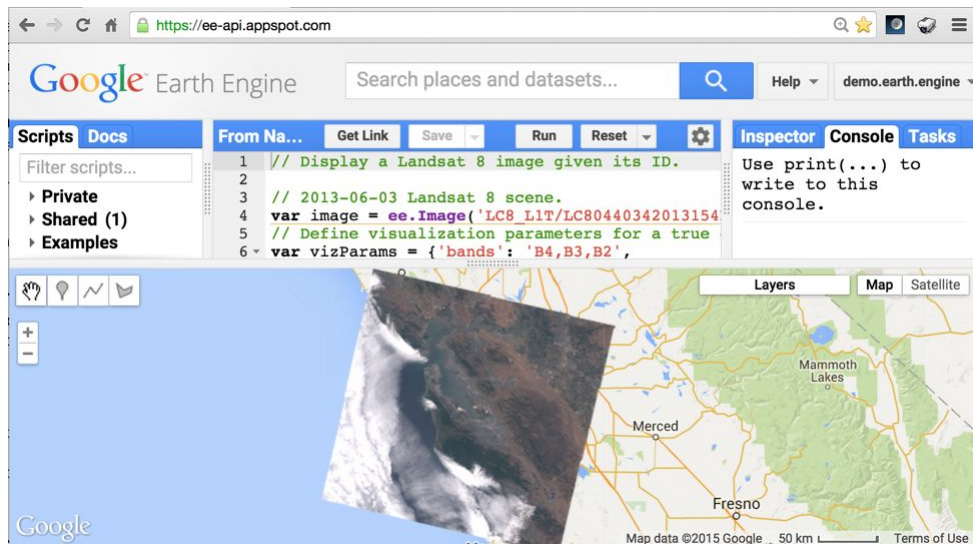 https://ee-api.appspot.com
Google Earth Engine
Search places and datasets...
Help
demo.earth.engine
Scripts Docs
Filter scripts...
Private
Shared (1)
Examples
From Na... Get Link Save Run Reset
1 // Display a Landsat 8 image given its ID.
2
3 // 2013-06-03 Landsat 8 scene.
4 var image = ee.Image('LC8_L1T/LC80440342013154
5 // Define visualization parameters for a true
6 var vizParams = {'bands': 'B4,B3,B2',
Inspector Console Tasks
Use print(...) to
write to this
console.
Layers
Map Satellite
Mammoth
Lakes
Merced
Fresno
Google
Map data ©2015 Google 50 km Terms of Use